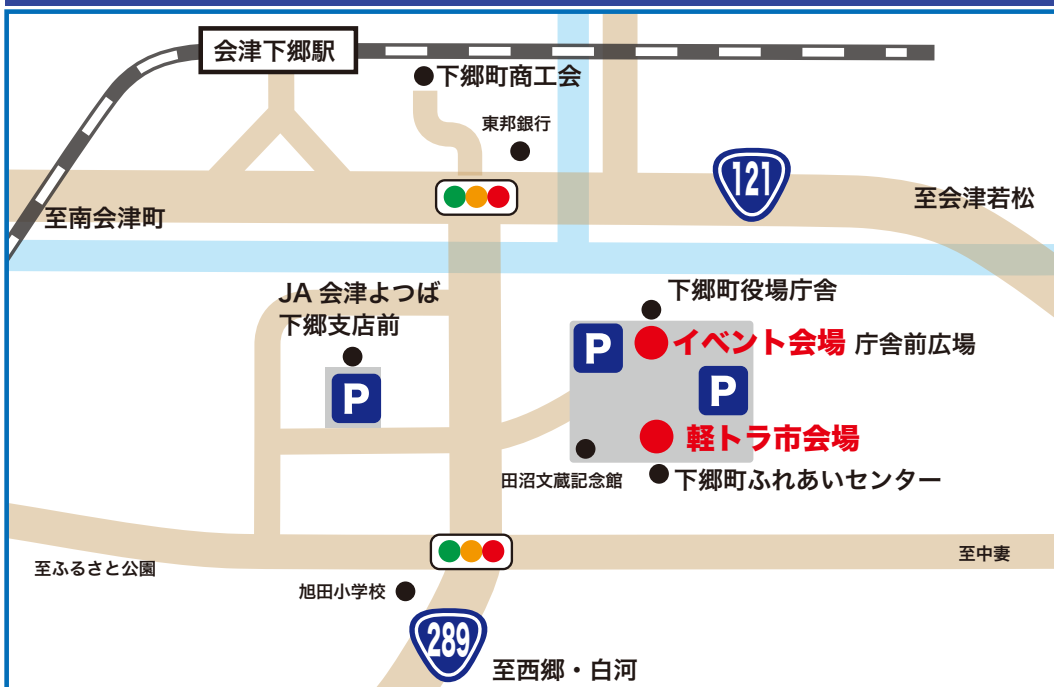 会津下郷駅
下郷町商工会
東邦銀行
121
至会津若松
至南会津町
JA 会津よつば
下郷支店前
P
下郷町役場庁舎
P
イベント会場 庁舎前広場
P
軽トラ市会場
田沼文蔵記念館
下郷町ふれあいセンター
至ふるさと公園
至中妻
旭田小学校
289
至西郷・白河